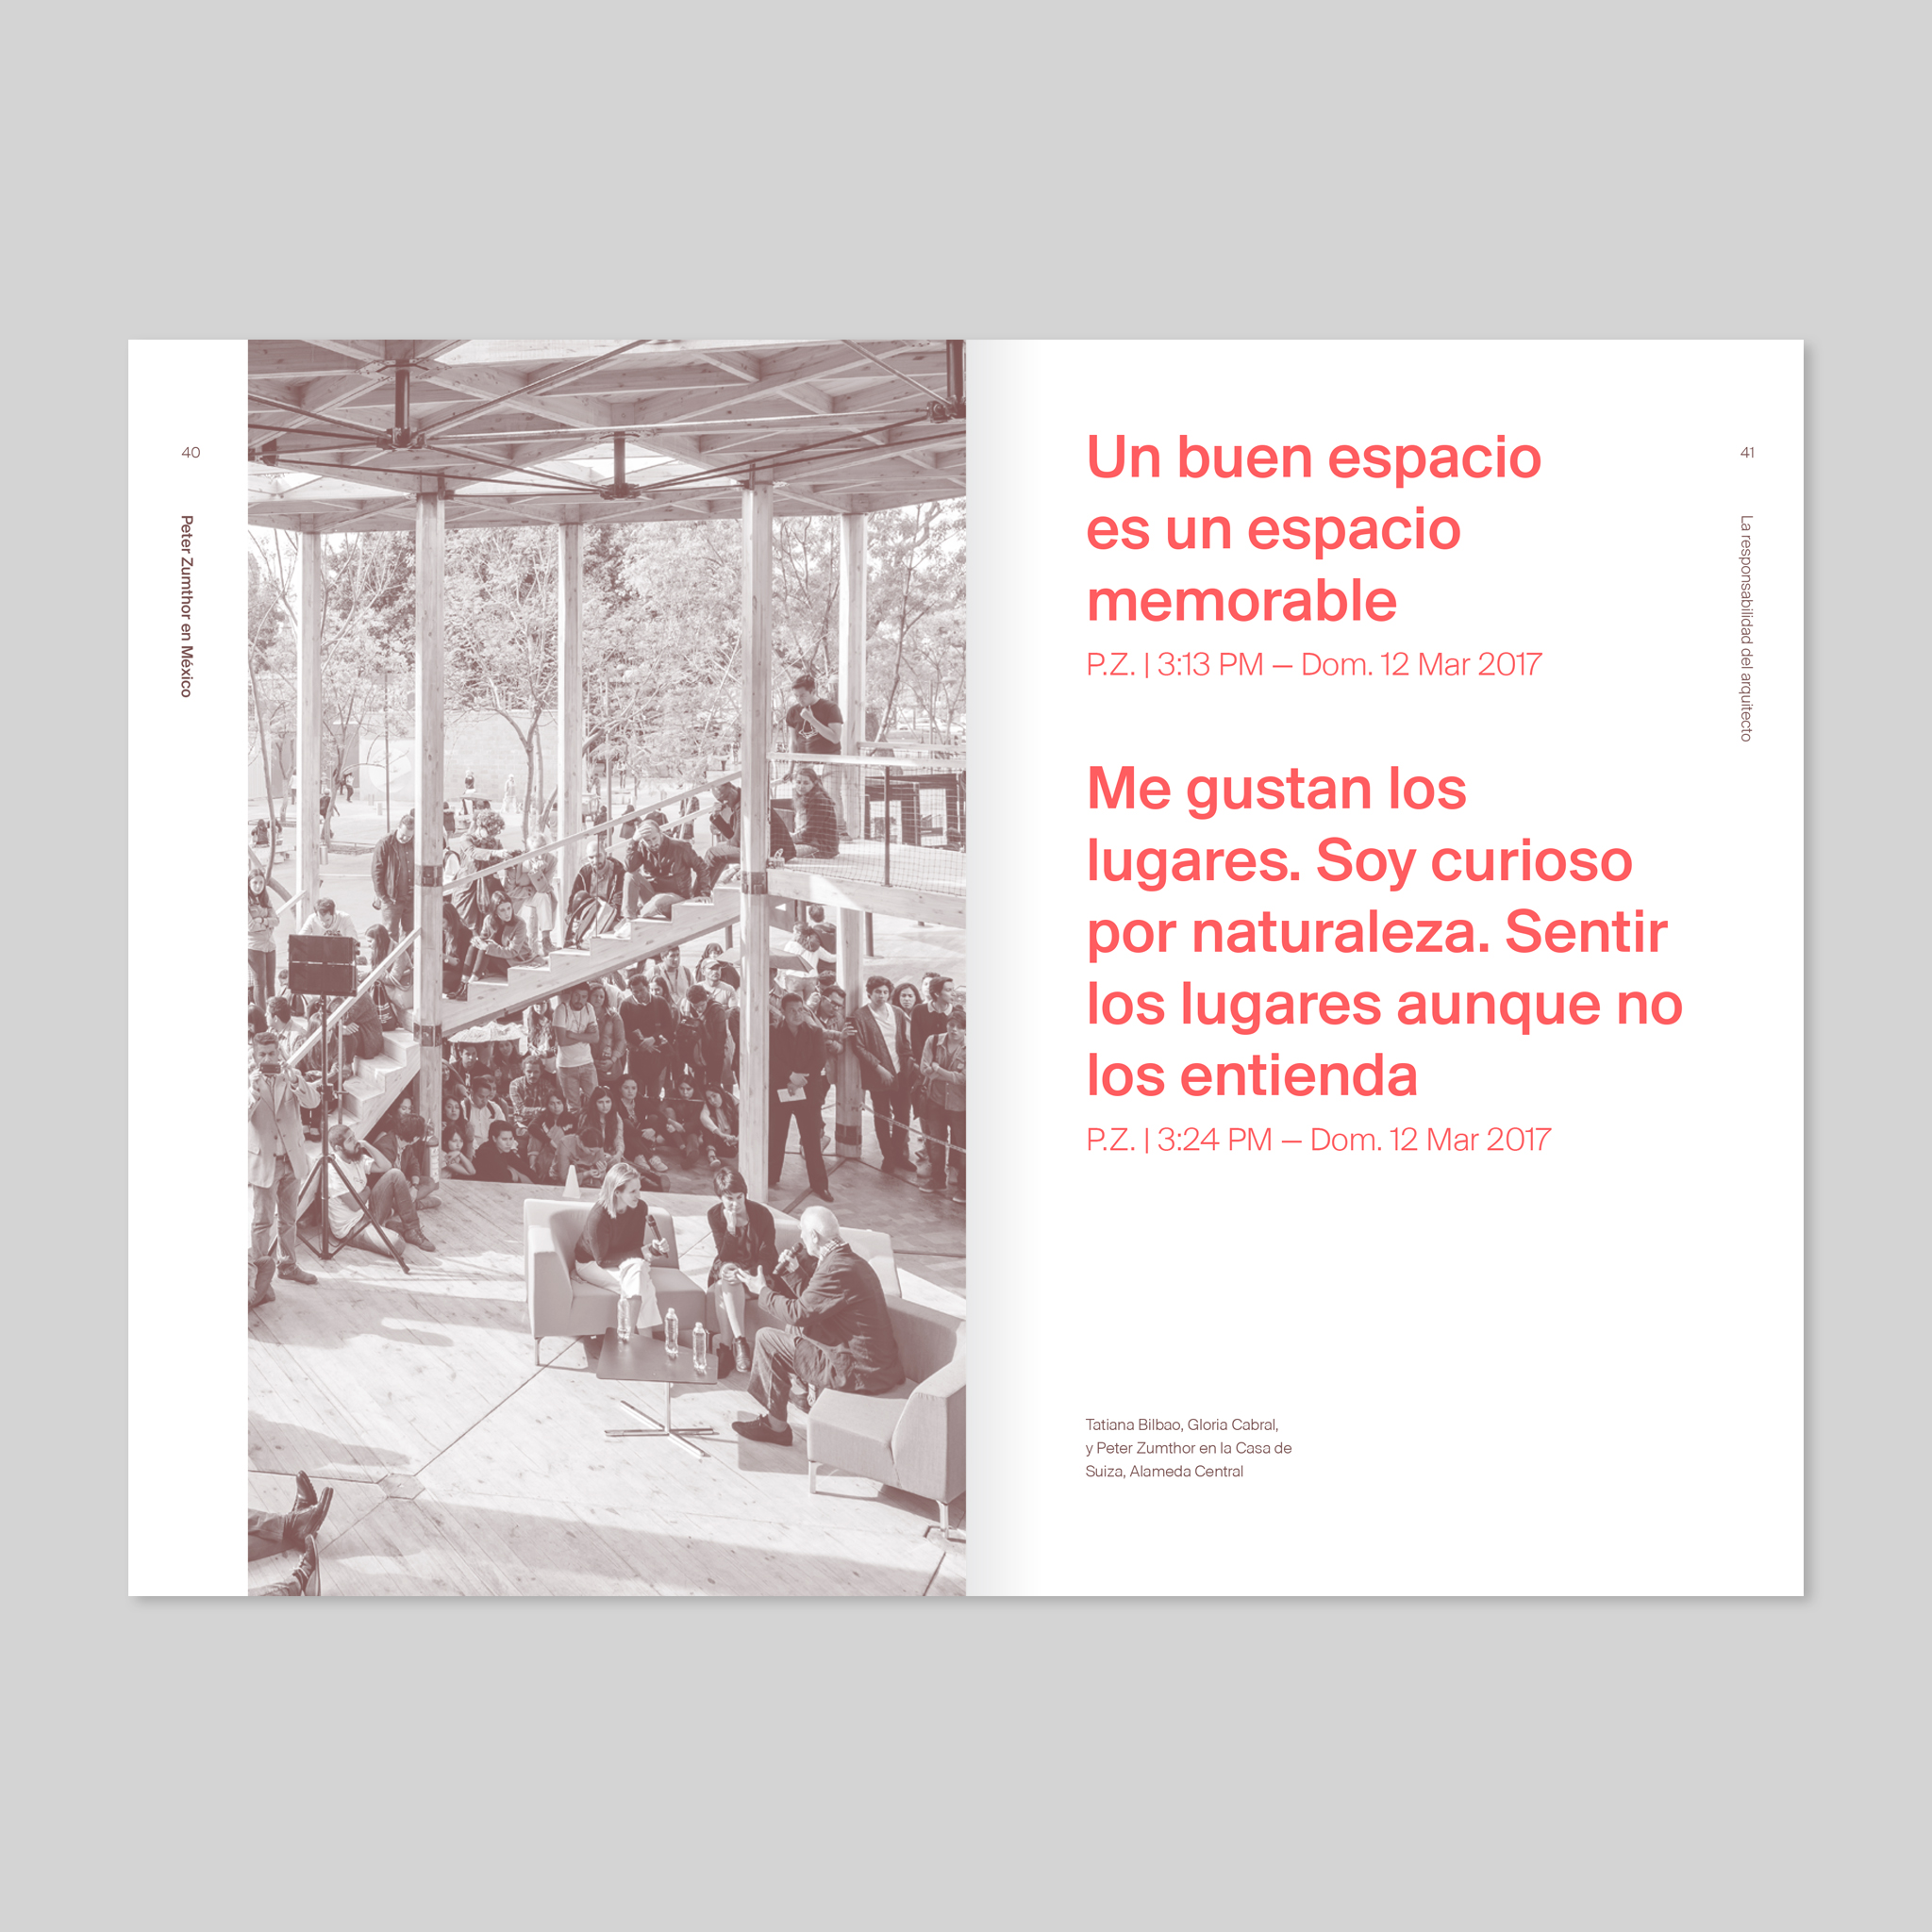 40
Peter Zumthor en México
Un buen espacio
es un espacio
memorable
P.Z. | 3:13 PM — Dom. 12 Mar 2017
Me gustan los
lugares. Soy curioso
por naturaleza. Sentir
los lugares aunque no
los entienda
P.Z. | 3:24 PM — Dom. 12 Mar 2017
Tatiana Bilbao, Gloria Cabral,
y Peter Zumthor en la Casa de
Suiza, Alameda Central
41
La responsabilidad del arquitecto